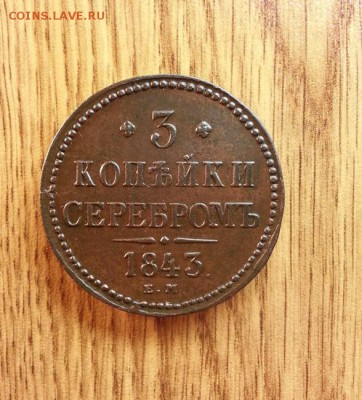 COINS.LAVE.RU
3
КОПѢЙКИ
СЕРЕБРОМЪ
1843.
Е.М.